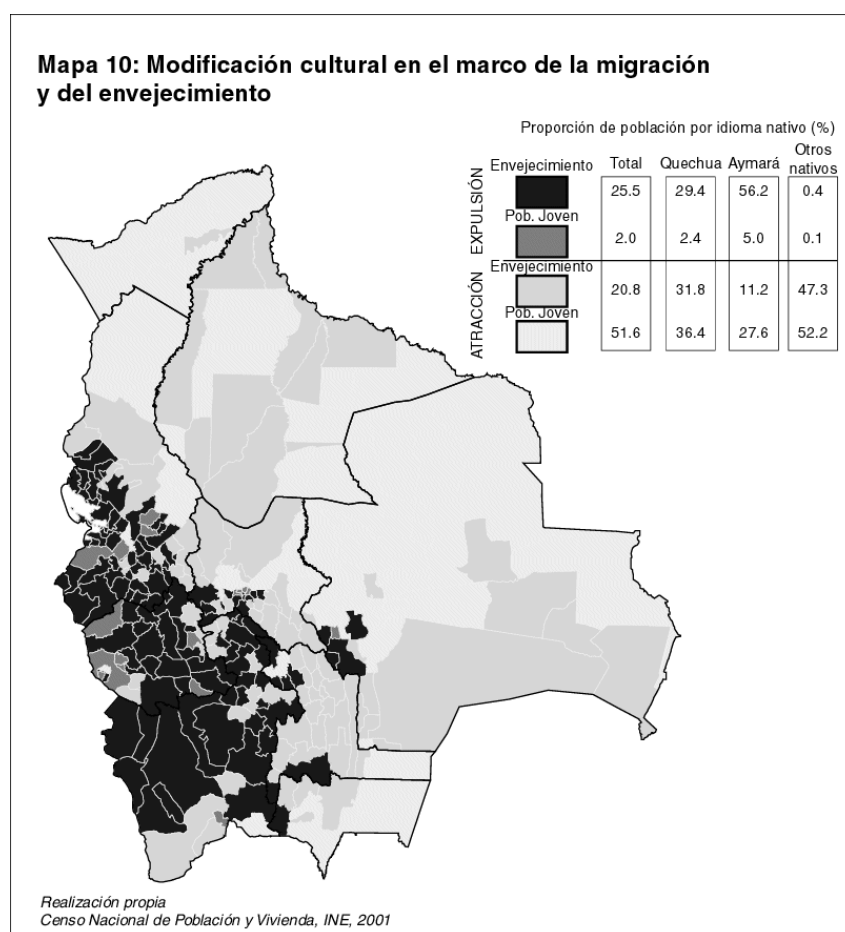 Mapa 10: Modificación cultural en el marco de la migración
y del envejecimiento
Proporción de población por idioma nativo (%)
Envejecimiento Total Quechua Aymará Otros nativos
EXPULSIÓN
25.5 29.4 56.2 0.4
Pob. Joven
2.0 2.4 5.0 0.1
ATRACCIÓN
Envejecimiento
20.8 31.8 11.2 47.3
Pob. Joven
51.6 36.4 27.6 52.2
Realización propia
Censo Nacional de Población y Vivienda, INE, 2001